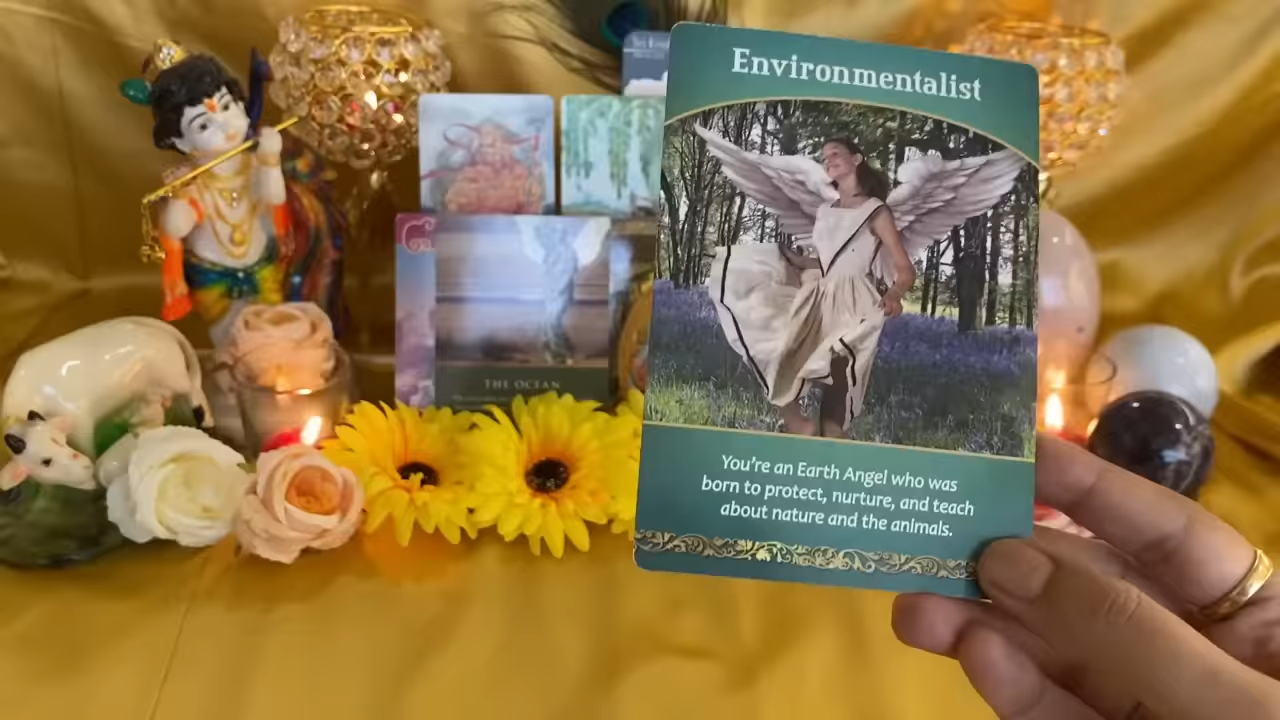 Environmentalist
THE OCEAN
You're an Earth Angel who was
born to protect, nurture, and teach
about nature and the animals.